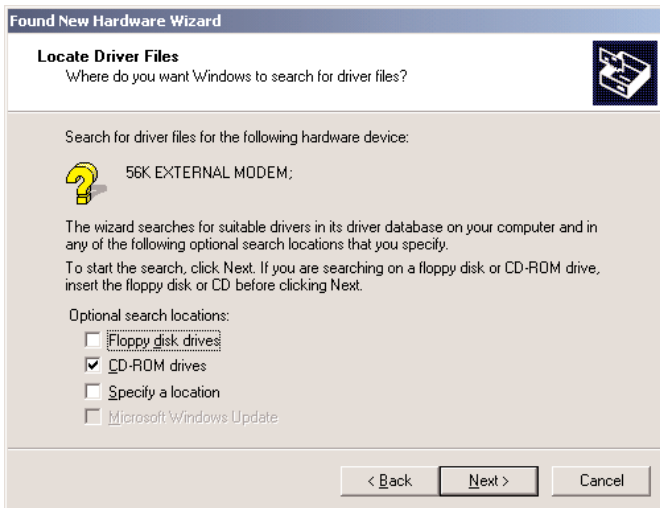 Found New Hardware Wizard
Locate Driver Files
Where do you want Windows to search for driver files?
Search for driver files for the following hardware device:
56K EXTERNAL MODEM;
The wizard searches for suitable drivers in its driver database on your computer and in
any of the following optional search locations that you specify.
To start the search, click Next. If you are searching on a floppy disk or CD-ROM drive,
insert the floppy disk or CD before clicking Next.
Optional search locations:
Floppy disk drives
CD-ROM drives
Specify a location
Microsoft Windows Update
< Back Next > Cancel